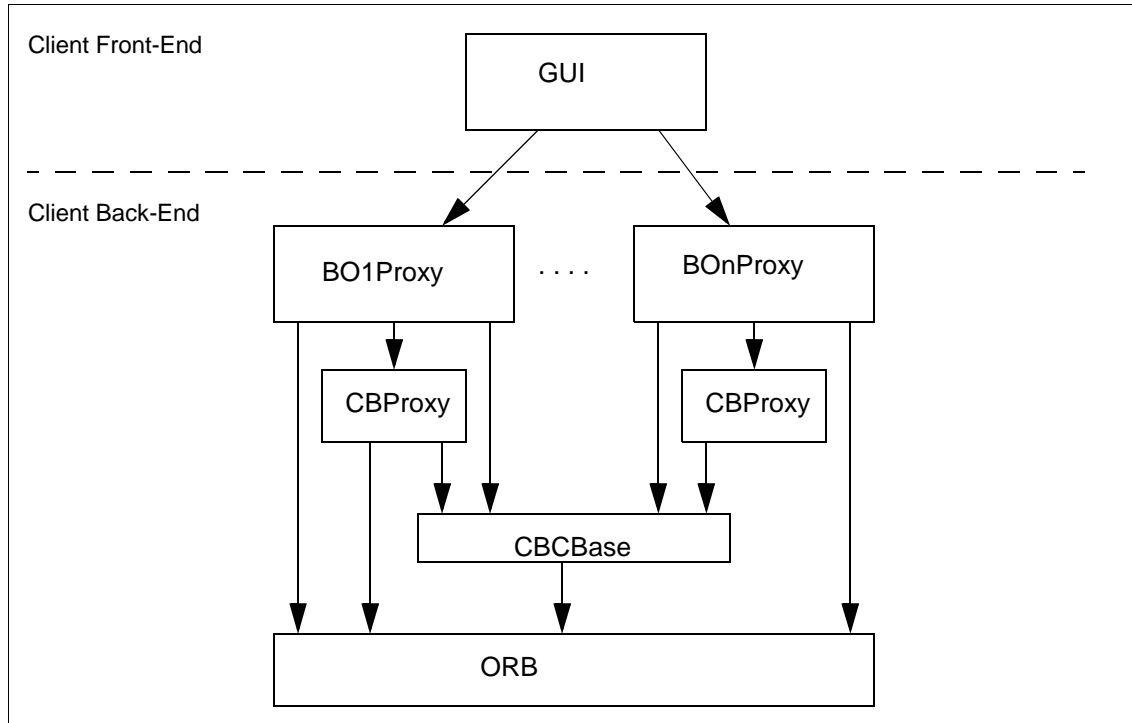 Client Front-End
GUI
Client Back-End
BO1Proxy
. . . .
BOnProxy
CBProxy
CBProxy
CBCBase
ORB